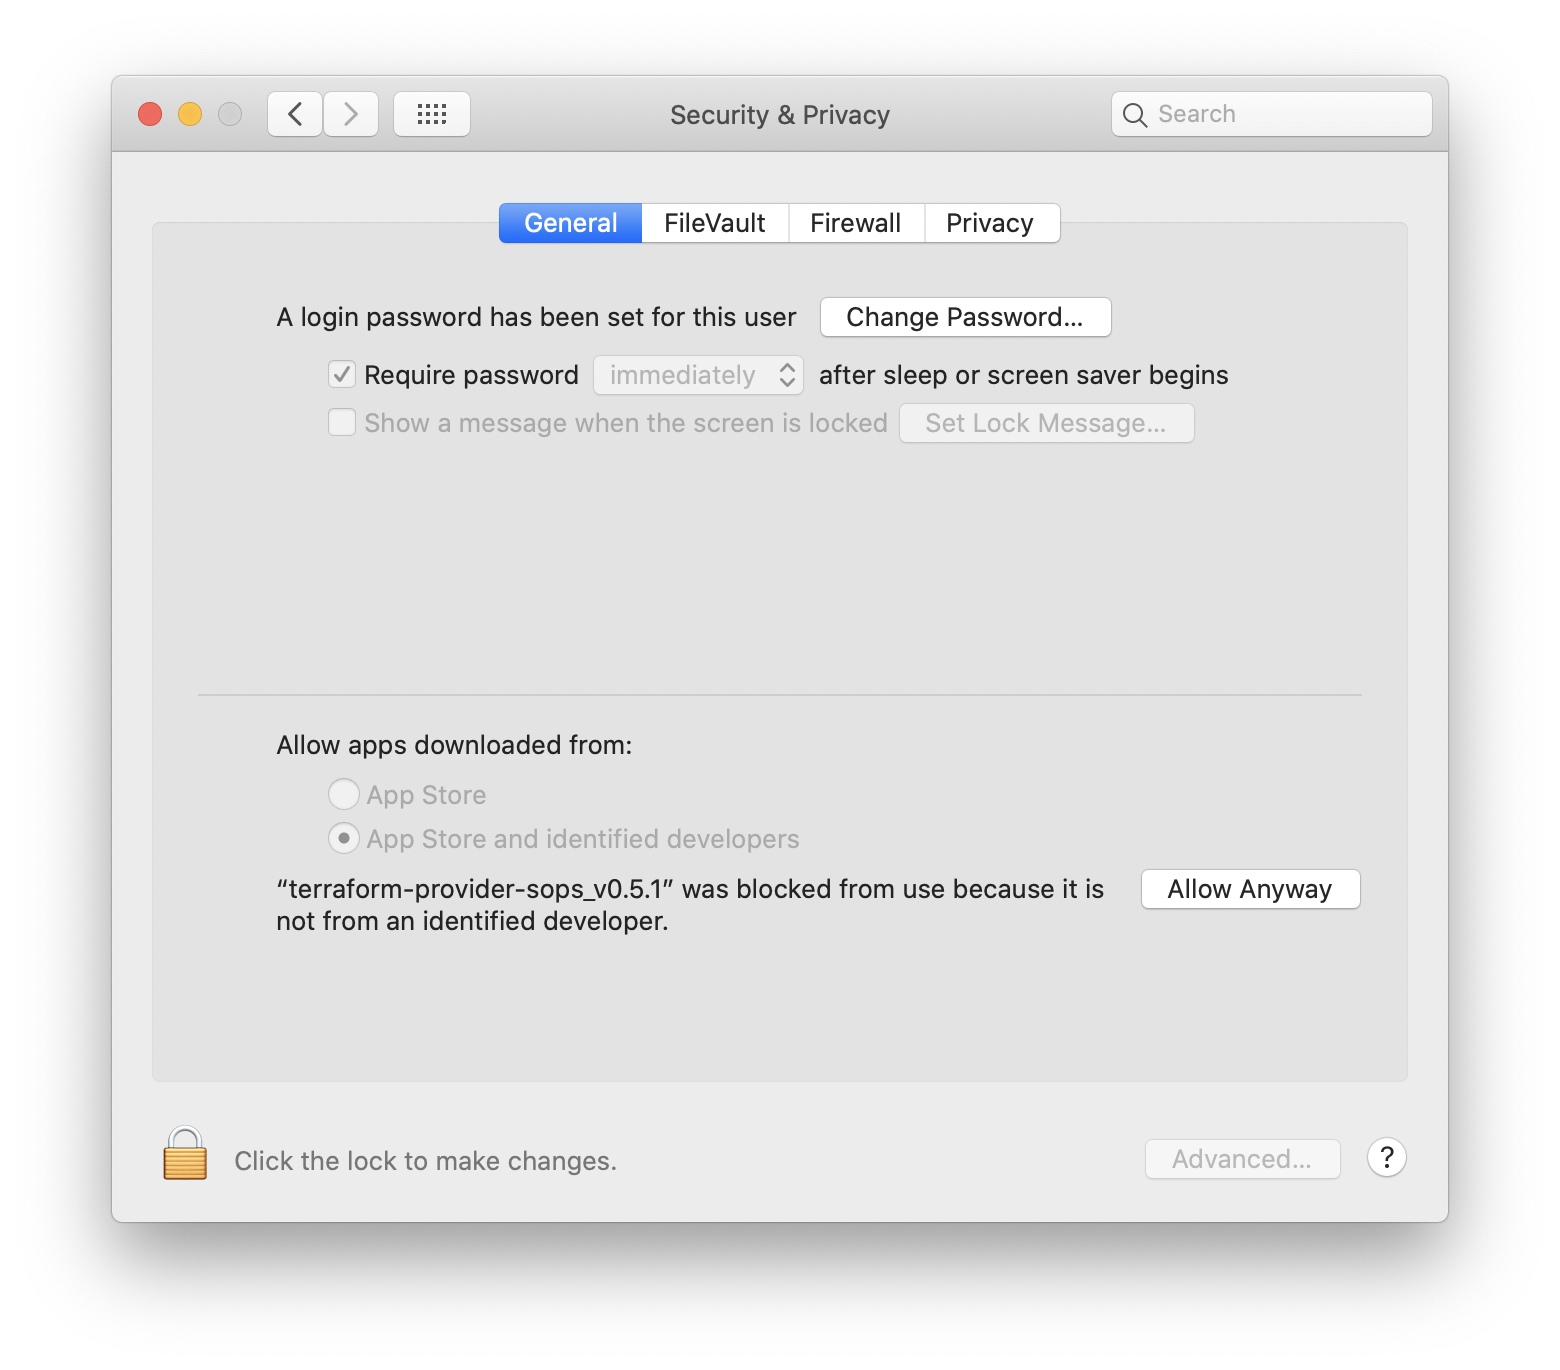 Security & Privacy
Search
General FileVault Firewall Privacy
A login password has been set for this user Change Password...
Require password immediately after sleep or screen saver begins
Show a message when the screen is locked Set Lock Message...
Allow apps downloaded from:
App Store
App Store and identified developers
“terraform-provider-sops_v0.5.1” was blocked from use because it is
not from an identified developer.
Allow Anyway
Click the lock to make changes.
Advanced...
?